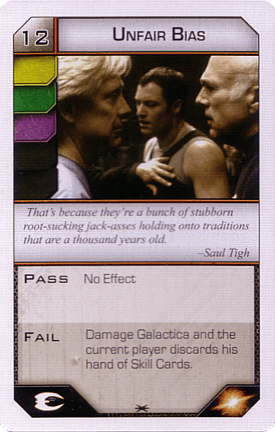 12 UNFAIR BIAS
That's because they're a bunch of stubborn
root-sucking jack-asses holding onto traditions
that are a thousand years old.
–Saul Tigh
PASS No Effect
FAIL Damage Galactica and the
current player discards his
hand of Skill Cards.